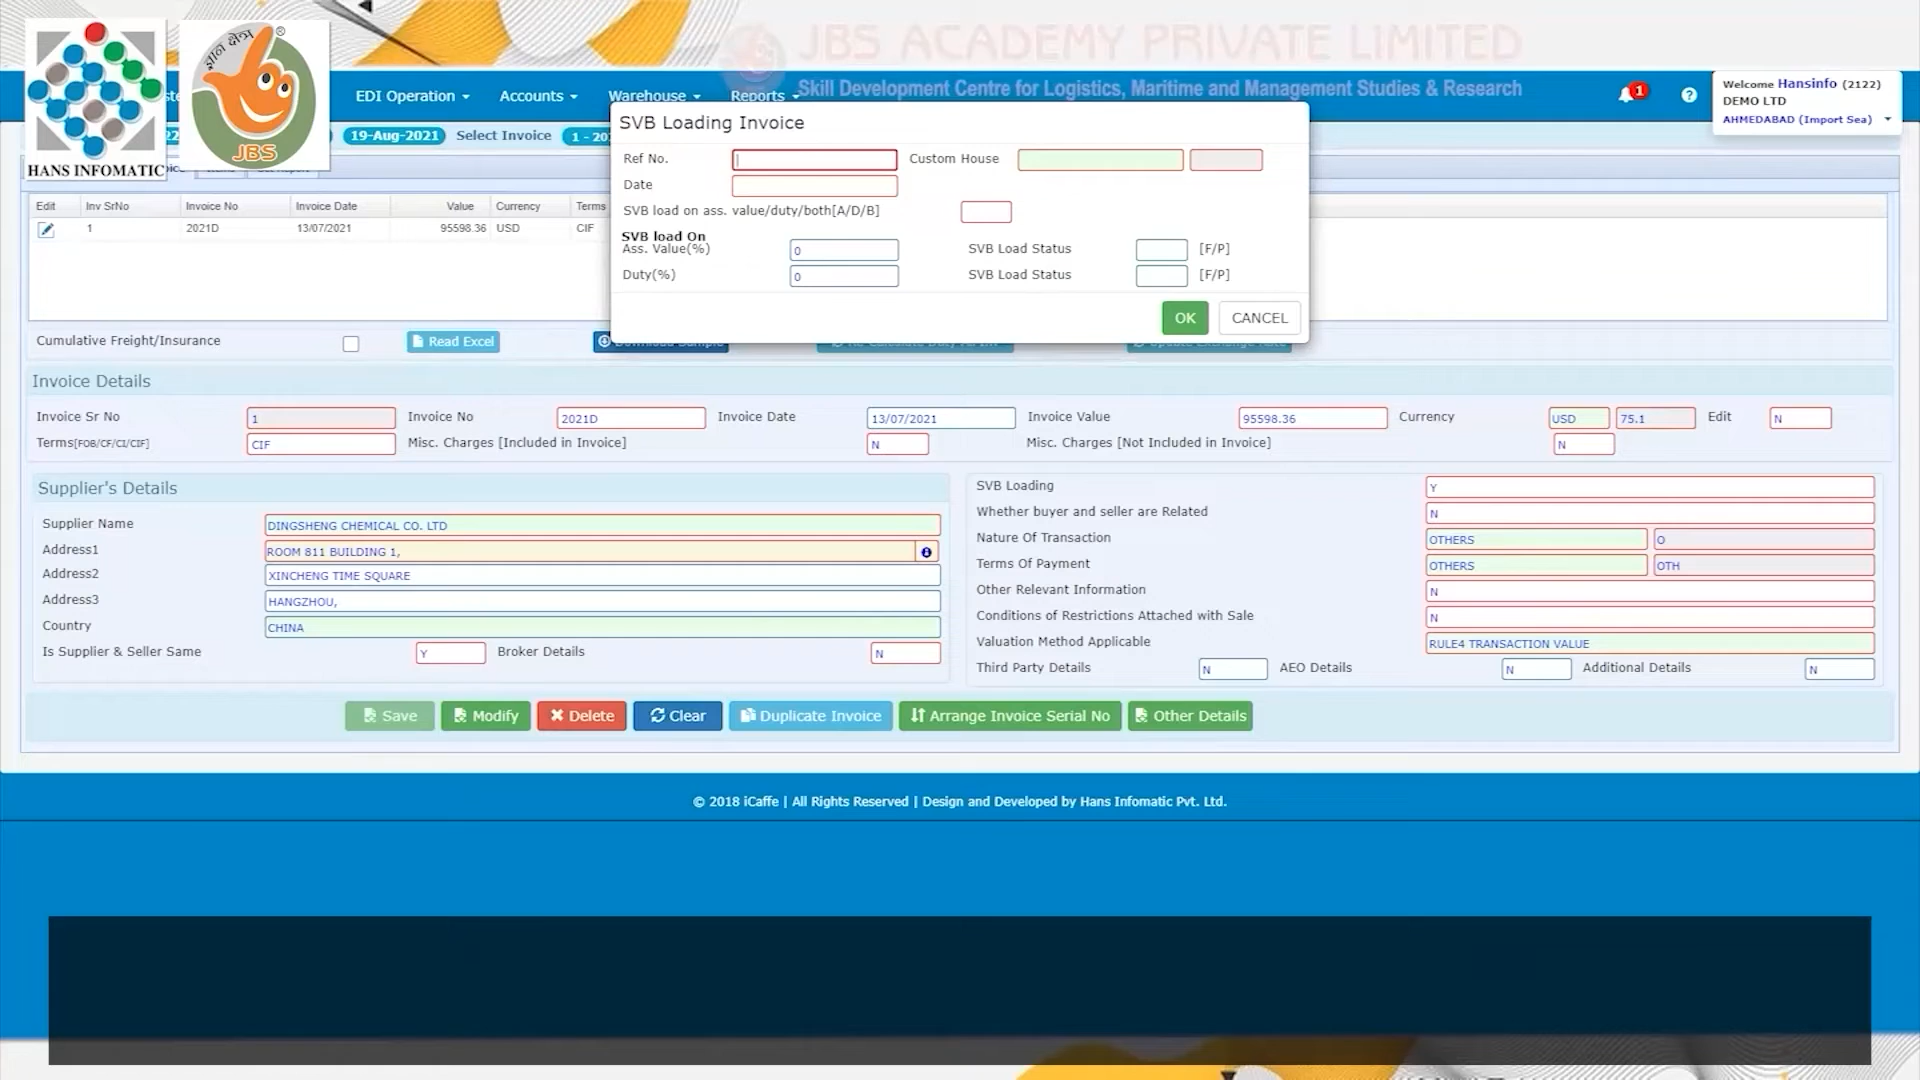 JBS ACADEMY PRIVATE LIMITED
Skill Development Centre for Logistics, Maritime and Management Studies & Research
HANS INFOMATIC
ज्ञान क्षेत्र ®
JBS
EDI Operation
Accounts
Warehouse
Reports
1
Welcome Hansinfo (2122)
DEMO LTD
AHMEDABAD (Import Sea)
19-Aug-2021 Select Invoice
SVB Loading Invoice
Ref No. Custom House
Date
SVB load on ass. value/duty/both[A/D/B]
SVB load On
Ass. Value(%) 0 SVB Load Status [F/P]
Duty(%) 0 SVB Load Status [F/P]
OK CANCEL
Edit Inv SrNo Invoice No Invoice Date Value Currency Terms
1 2021D 13/07/2021 95598.36 USD CIF
Cumulative Freight/Insurance Read Excel Download Sample
Invoice Details
Invoice Sr No 1 Invoice No 2021D Invoice Date 13/07/2021 Invoice Value 95598.36 Currency USD 75.1 Edit N
Terms[FOB/CF/CI/CIF] CIF Misc. Charges [Included in Invoice] N Misc. Charges [Not Included in Invoice] N
Supplier's Details
Supplier Name DINGSHENG CHEMICAL CO. LTD
Address1 ROOM 811 BUILDING 1,
Address2 XINCHENG TIME SQUARE
Address3 HANGZHOU,
Country CHINA
Is Supplier & Seller Same Y Broker Details N
SVB Loading Y
Whether buyer and seller are Related N
Nature Of Transaction OTHERS O
Terms Of Payment OTHERS OTH
Other Relevant Information N
Conditions of Restrictions Attached with Sale N
Valuation Method Applicable RULE4 TRANSACTION VALUE
Third Party Details N AEO Details N Additional Details N
Save Modify Delete Clear Duplicate Invoice Arrange Invoice Serial No Other Details
© 2018 iCaffe | All Rights Reserved | Design and Developed by Hans Infomatic Pvt. Ltd.